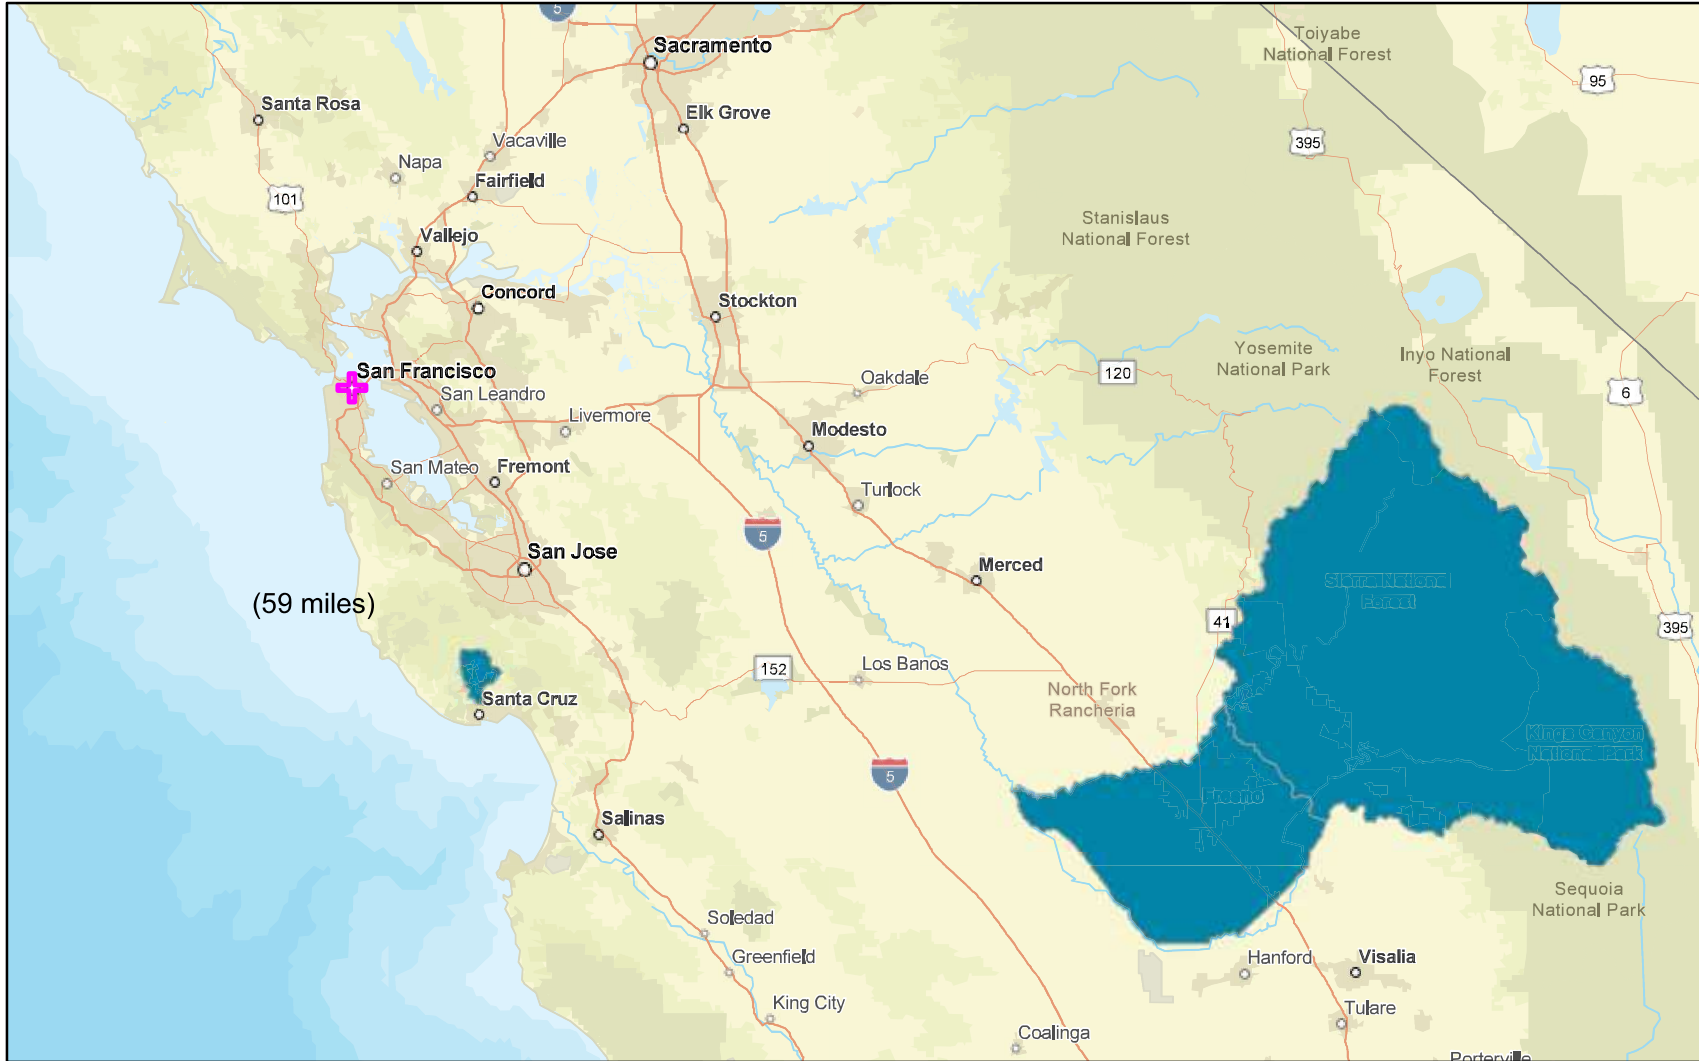 5
Sacramento
Toiyabe
National Forest
95
Santa Rosa
Elk Grove
395
Vacaville
Napa
Fairfield
101
Stanislaus
National Forest
Vallejo
Concord
Stockton
Yosemite
National Park
Inyo National
Forest
San Francisco
120
Oakdale
6
San Leandro
Livermore
Modesto
San Mateo
Fremont
Turlock
5
San Jose
Merced
Sierra National
Forest
(59 miles)
41
395
152
Los Banos
Santa Cruz
North Fork
Rancheria
Kings Canyon
National Park
5
Fresno
Salinas
Sequoia
National Park
Soledad
Greenfield
Hanford
Visalia
King City
Tulare
Coalinga
Porterville